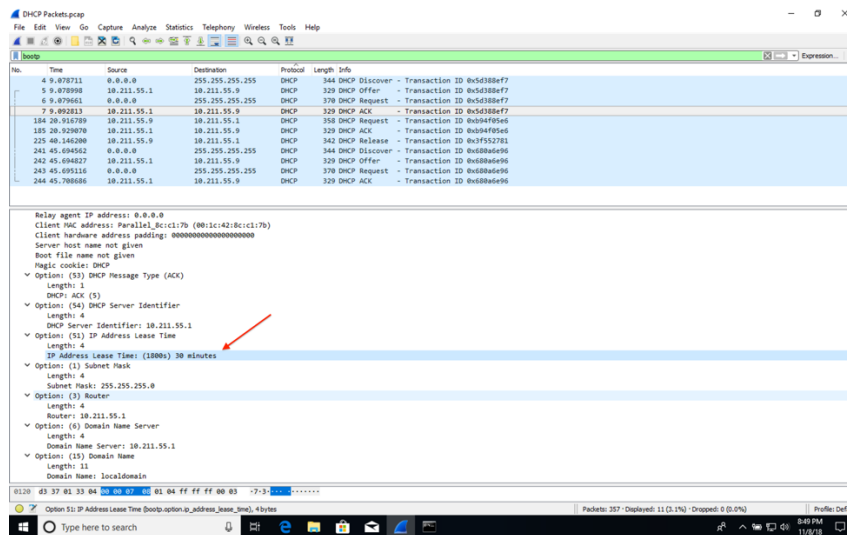 DHCP Packets.pcap
File Edit View Go Capture Analyze Statistics Telephony Wireless Tools Help
bootp Expression...
No. Time Source Destination Protocol Length Info
4 9.078711 0.0.0.0 255.255.255.255 DHCP 344 DHCP Discover - Transaction ID 0x5d388ef7
5 9.078998 10.211.55.1 10.211.55.9 DHCP 329 DHCP Offer - Transaction ID 0x5d388ef7
6 9.079661 0.0.0.0 255.255.255.255 DHCP 370 DHCP Request - Transaction ID 0x5d388ef7
7 9.092813 10.211.55.1 10.211.55.9 DHCP 329 DHCP ACK - Transaction ID 0x5d388ef7
184 20.916789 10.211.55.9 10.211.55.1 DHCP 358 DHCP Request - Transaction ID 0xb94f05e6
185 20.929070 10.211.55.1 10.211.55.9 DHCP 329 DHCP ACK - Transaction ID 0xb94f05e6
225 40.146200 10.211.55.9 10.211.55.1 DHCP 342 DHCP Release - Transaction ID 0x3f552781
241 45.694562 0.0.0.0 255.255.255.255 DHCP 344 DHCP Discover - Transaction ID 0x680a6e96
242 45.694827 10.211.55.1 10.211.55.9 DHCP 329 DHCP Offer - Transaction ID 0x680a6e96
243 45.695116 0.0.0.0 255.255.255.255 DHCP 370 DHCP Request - Transaction ID 0x680a6e96
244 45.708686 10.211.55.1 10.211.55.9 DHCP 329 DHCP ACK - Transaction ID 0x680a6e96
Relay agent IP address: 0.0.0.0
Client MAC address: Parallel_8c:c1:7b (00:1c:42:8c:c1:7b)
Client hardware address padding: 00000000000000000000
Server host name not given
Boot file name not given
Magic cookie: DHCP
Option: (53) DHCP Message Type (ACK)
Length: 1
DHCP: ACK (5)
Option: (54) DHCP Server Identifier
Length: 4
DHCP Server Identifier: 10.211.55.1
Option: (51) IP Address Lease Time
Length: 4
IP Address Lease Time: (1800s) 30 minutes
Option: (1) Subnet Mask
Length: 4
Subnet Mask: 255.255.255.0
Option: (3) Router
Length: 4
Router: 10.211.55.1
Option: (6) Domain Name Server
Length: 4
Domain Name Server: 10.211.55.1
Option: (15) Domain Name
Length: 11
Domain Name: localdomain
0120 d3 37 01 33 04 00 00 07 08 01 04 ff ff ff 00 03 ·7·3···· ········
Option 51: IP Address Lease Time (bootp.option.ip_address_lease_time), 4 bytes Packets: 357 · Displayed: 11 (3.1%) · Dropped: 0 (0.0%) Profile: Def
Type here to search 8:49 PM
11/8/18